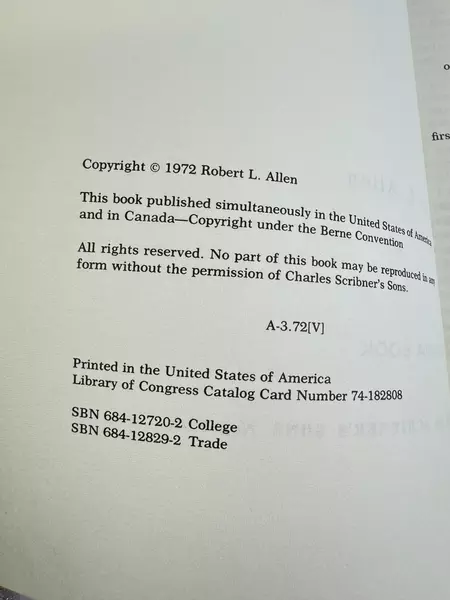 Copyright © 1972 Robert L. Allen
This book published simultaneously in the United States of America
and in Canada—Copyright under the Berne Convention
All rights reserved. No part of this book may be reproduced in any
form without the permission of Charles Scribner's Sons.
A-3.72[V]
Printed in the United States of America
Library of Congress Catalog Card Number 74-182808
SBN 684-12720-2 College
SBN 684-12829-2 Trade
o
firs